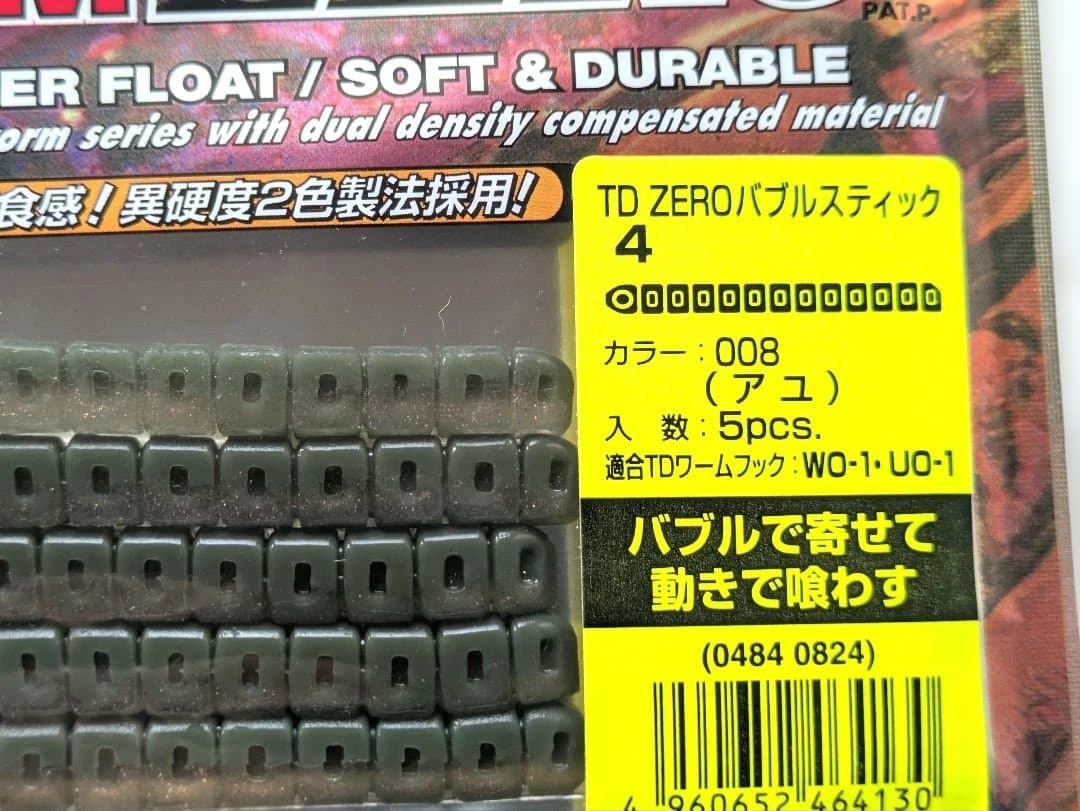 PAT.P.
ER FLOAT / SOFT & DURABLE
orm series with dual density compensated material
食感！異硬度2色製法採用！
TD ZEROバブルスティック
4
カラー：008
(アユ)
入 数：5pcs.
適合TDワームフック：WO-1・UO-1
バブルで寄せて
動きで喰わす
(0484 0824)
4 960652 464130